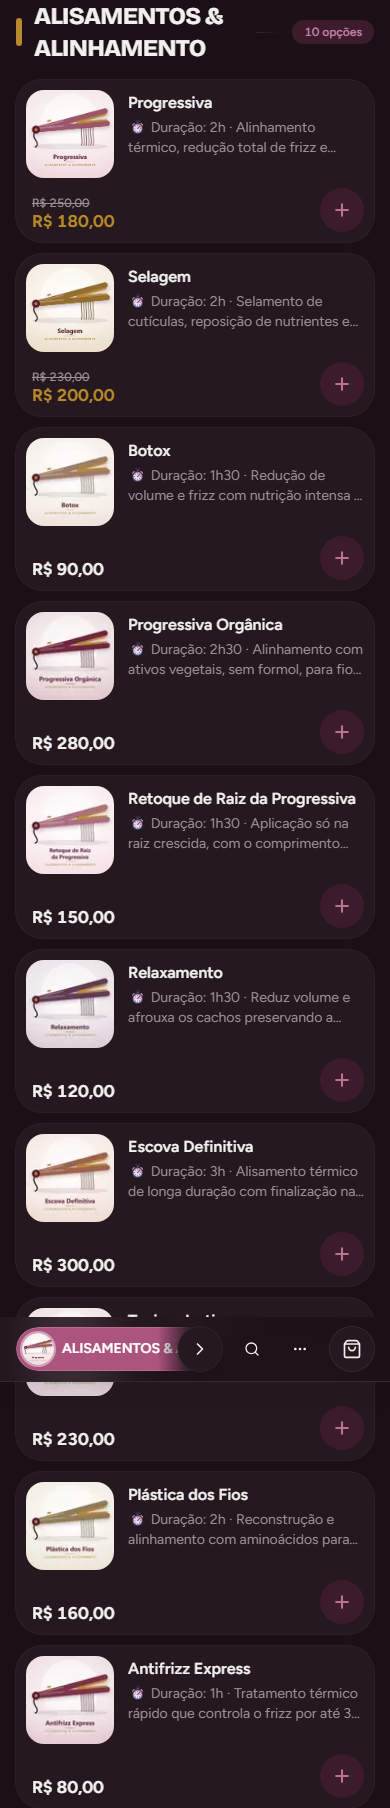 ALISAMENTOS &
ALINHAMENTO
10 opções
Progressiva
Duração: 2h · Alinhamento
térmico, redução total de frizz e...
Progressiva
R$ 250,00
R$ 180,00
Selagem
Duração: 2h · Selamento de
cutículas, reposição de nutrientes e...
Selagem
R$ 230,00
R$ 200,00
Botox
Duração: 1h30 · Redução de
volume e frizz com nutrição intensa ...
Botox
R$ 90,00
Progressiva Orgânica
Duração: 2h30 · Alinhamento com
ativos vegetais, sem formol, para fio...
Progressiva Orgânica
R$ 280,00
Retoque de Raiz da Progressiva
Duração: 1h30 · Aplicação só na
raiz crescida, com o comprimento...
Retoque de Raiz
da Progressiva
R$ 150,00
Relaxamento
Duração: 1h30 · Reduz volume e
afrouxa os cachos preservando a...
Relaxamento
R$ 120,00
Escova Definitiva
Duração: 3h · Alisamento térmico
de longa duração com finalização na...
Escova Definitiva
R$ 300,00
ALISAMENTOS &
R$ 230,00
Plástica dos Fios
Duração: 2h · Reconstrução e
alinhamento com aminoácidos para...
Plástica dos Fios
R$ 160,00
Antifrizz Express
Duração: 1h · Tratamento térmico
rápido que controla o frizz por até 3...
Antifrizz Express
R$ 80,00